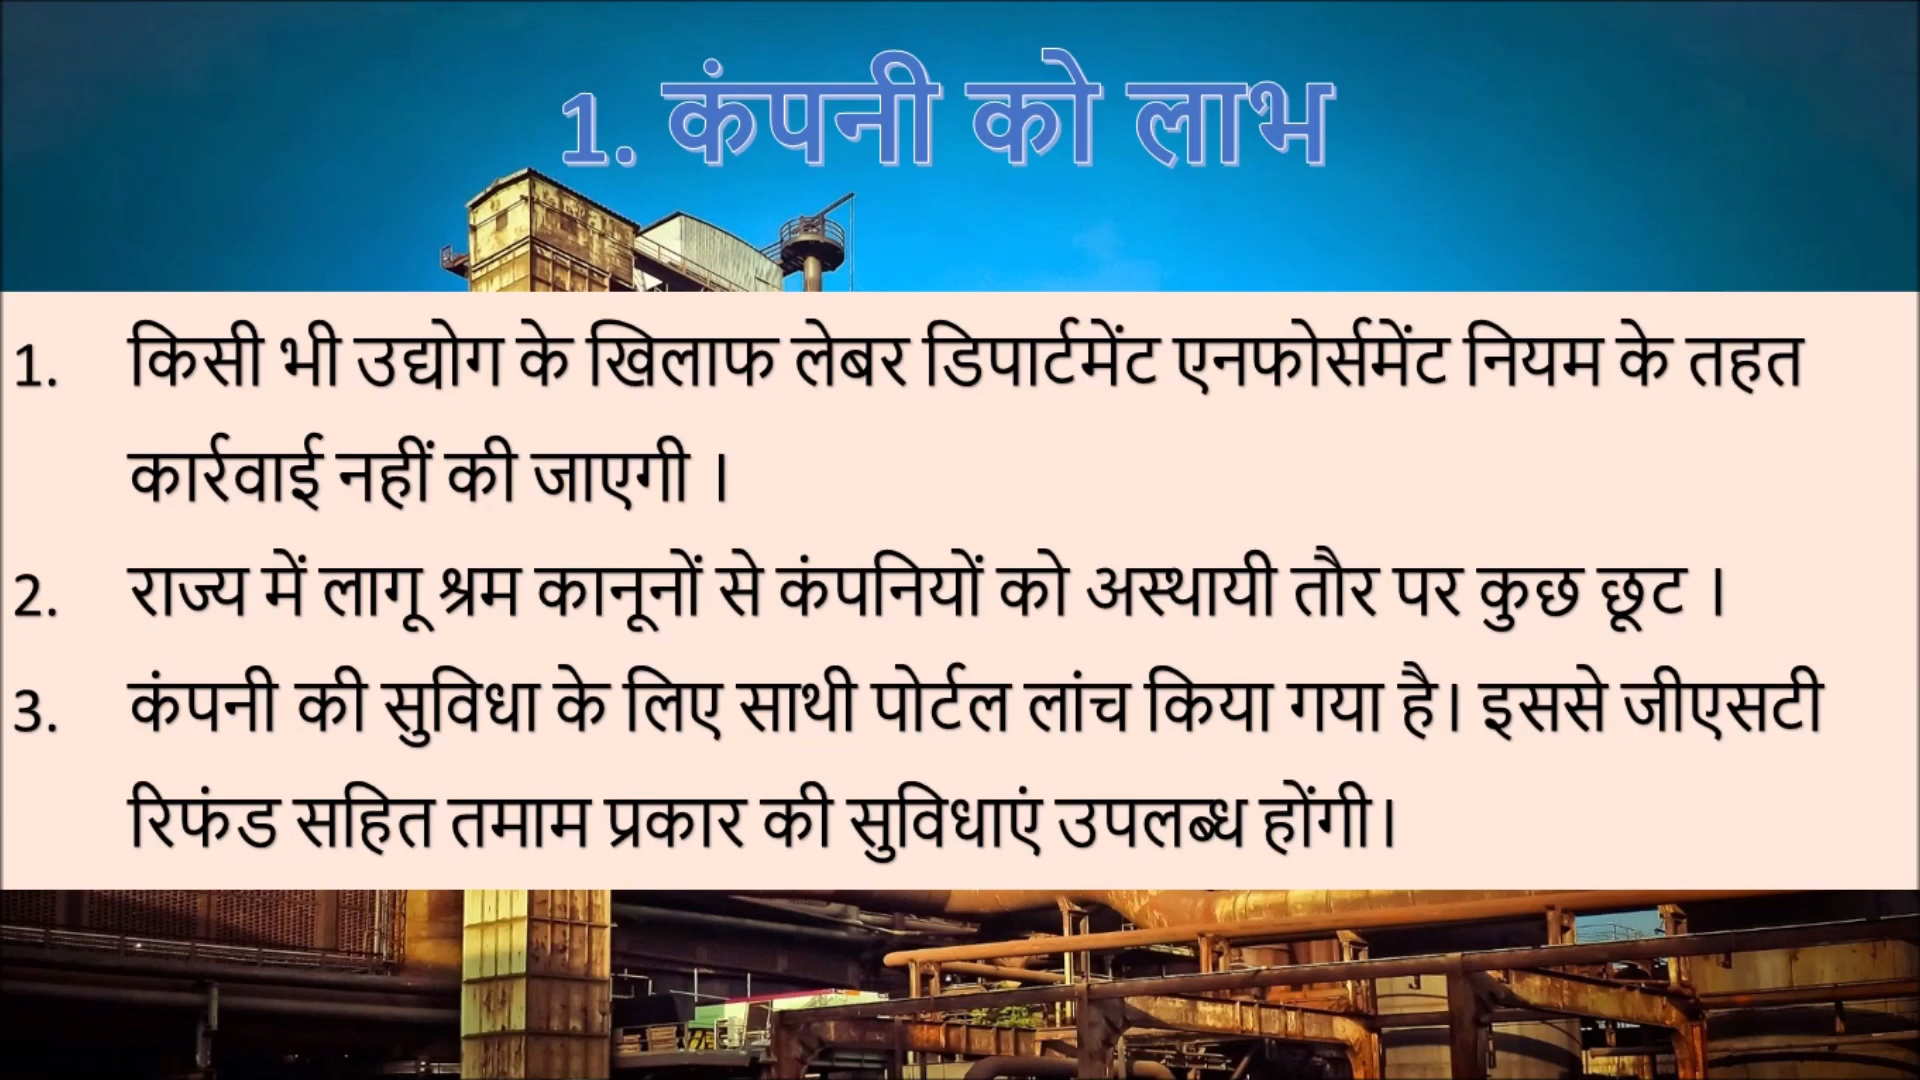 1. कंपनी को लाभ
1. किसी भी उद्योग के खिलाफ लेबर डिपार्टमेंट एनफोर्समेंट नियम के तहत
कार्रवाई नहीं की जाएगी ।
2. राज्य में लागू श्रम कानूनों से कंपनियों को अस्थायी तौर पर कुछ छूट ।
3. कंपनी की सुविधा के लिए साथी पोर्टल लांच किया गया है। इससे जीएसटी
रिफंड सहित तमाम प्रकार की सुविधाएं उपलब्ध होंगी।